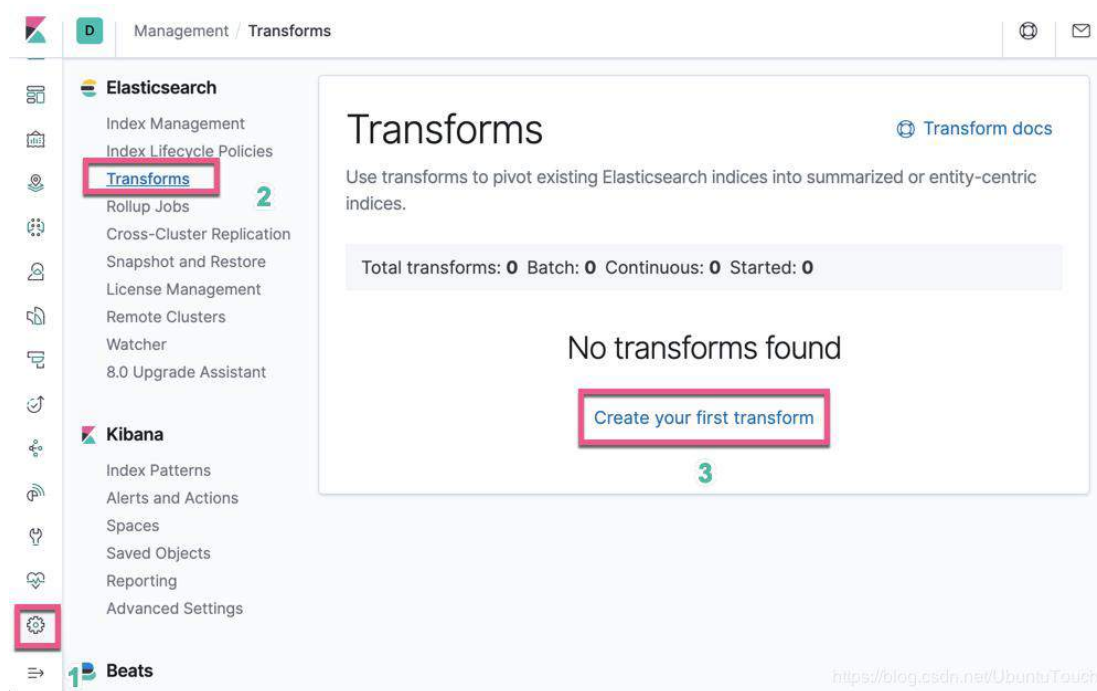 D Management / Transforms
Elasticsearch
Index Management
Index Lifecycle Policies
Transforms
2
Rollup Jobs
Cross-Cluster Replication
Snapshot and Restore
License Management
Remote Clusters
Watcher
8.0 Upgrade Assistant
Kibana
Index Patterns
Alerts and Actions
Spaces
Saved Objects
Reporting
Advanced Settings
1
Beats
Transforms
Transform docs
Use transforms to pivot existing Elasticsearch indices into summarized or entity-centric
indices.
Total transforms: 0 Batch: 0 Continuous: 0 Started: 0
No transforms found
Create your first transform
3
https://blog.csdn.net/UbuntuTouch